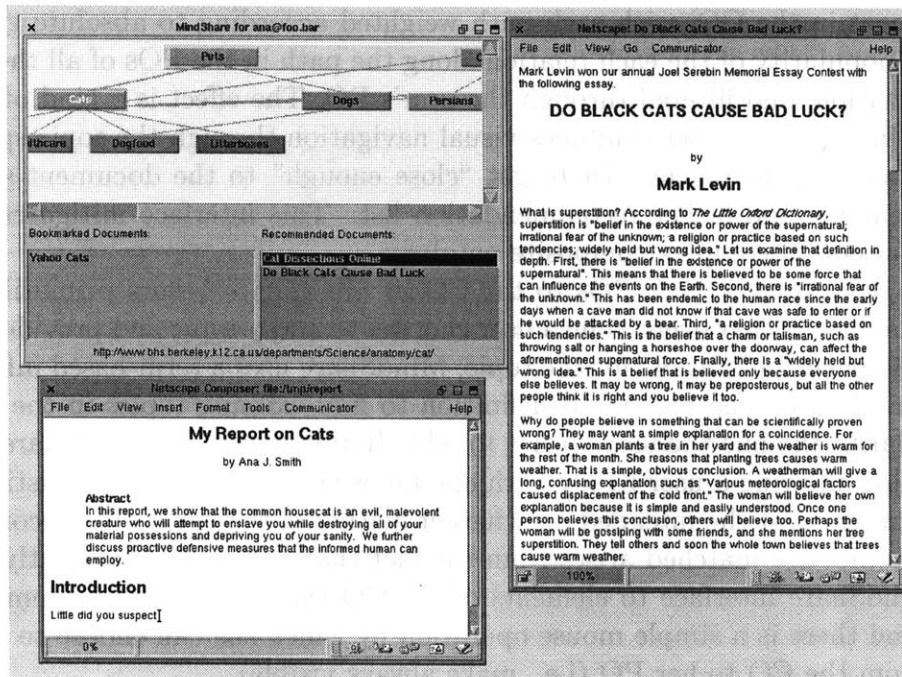 MindShare for ana@foo.bar
Pets
Cats
Dogs
Persians
lthcare
Dogfood
Litterboxes
Bookmarked Documents:
Recommended Documents:
Yahoo Cats
Cat Dissections Online
Do Black Cats Cause Bad Luck
http://www.bhs.berkeley.k12.ca.us/departments/Science/anatomy/cat/
Netscape Composer: file:/tmp/report
File Edit View Insert Format Tools Communicator Help
My Report on Cats
by Ana J. Smith
Abstract
In this report, we show that the common housecat is an evil, malevolent
creature who will attempt to enslave you while destroying all of your
material possessions and depriving you of your sanity. We further
discuss proactive defensive measures that the informed human can
employ.
Introduction
Little did you suspect
0%
Netscape: Do Black Cats Cause Bad Luck?
File Edit View Go Communicator Help
Mark Levin won our annual Joel Serebin Memorial Essay Contest with
the following essay.
DO BLACK CATS CAUSE BAD LUCK?
by
Mark Levin
What is superstition? According to The Little Oxford Dictionary,
superstition is "belief in the existence or power of the supernatural;
irrational fear of the unknown; a religion or practice based on such
tendencies; widely held but wrong idea." Let us examine that definition in
depth. First, there is "belief in the existence or power of the
supernatural". This means that there is believed to be some force that
can influence the events on the Earth. Second, there is "irrational fear of
the unknown." This has been endemic to the human race since the early
days when a cave man did not know if that cave was safe to enter or if
he would be attacked by a bear. Third, "a religion or practice based on
such tendencies." This is the belief that a charm or talisman, such as
throwing salt or hanging a horseshoe over the doorway, can affect the
aforementioned supernatural force. Finally, there is a "widely held but
wrong idea." This is a belief that is believed only because everyone
else believes. It may be wrong, it may be preposterous, but all the other
people think it is right and you believe it too.
Why do people believe in something that can be scientifically proven
wrong? They may want a simple explanation for a coincidence. For
example, a woman plants a tree in her yard and the weather is warm for
the rest of the month. She reasons that planting trees causes warm
weather. That is a simple, obvious conclusion. A weatherman will give a
long, confusing explanation such as "Various meteorological factors
caused displacement of the cold front." The woman will believe her own
explanation because it is simple and easily understood. Once one
person believes this conclusion, others will believe too. Perhaps the
woman will be gossiping with some friends, and she mentions her tree
superstition. They tell others and soon the whole town believes that trees
cause warm weather.
100%